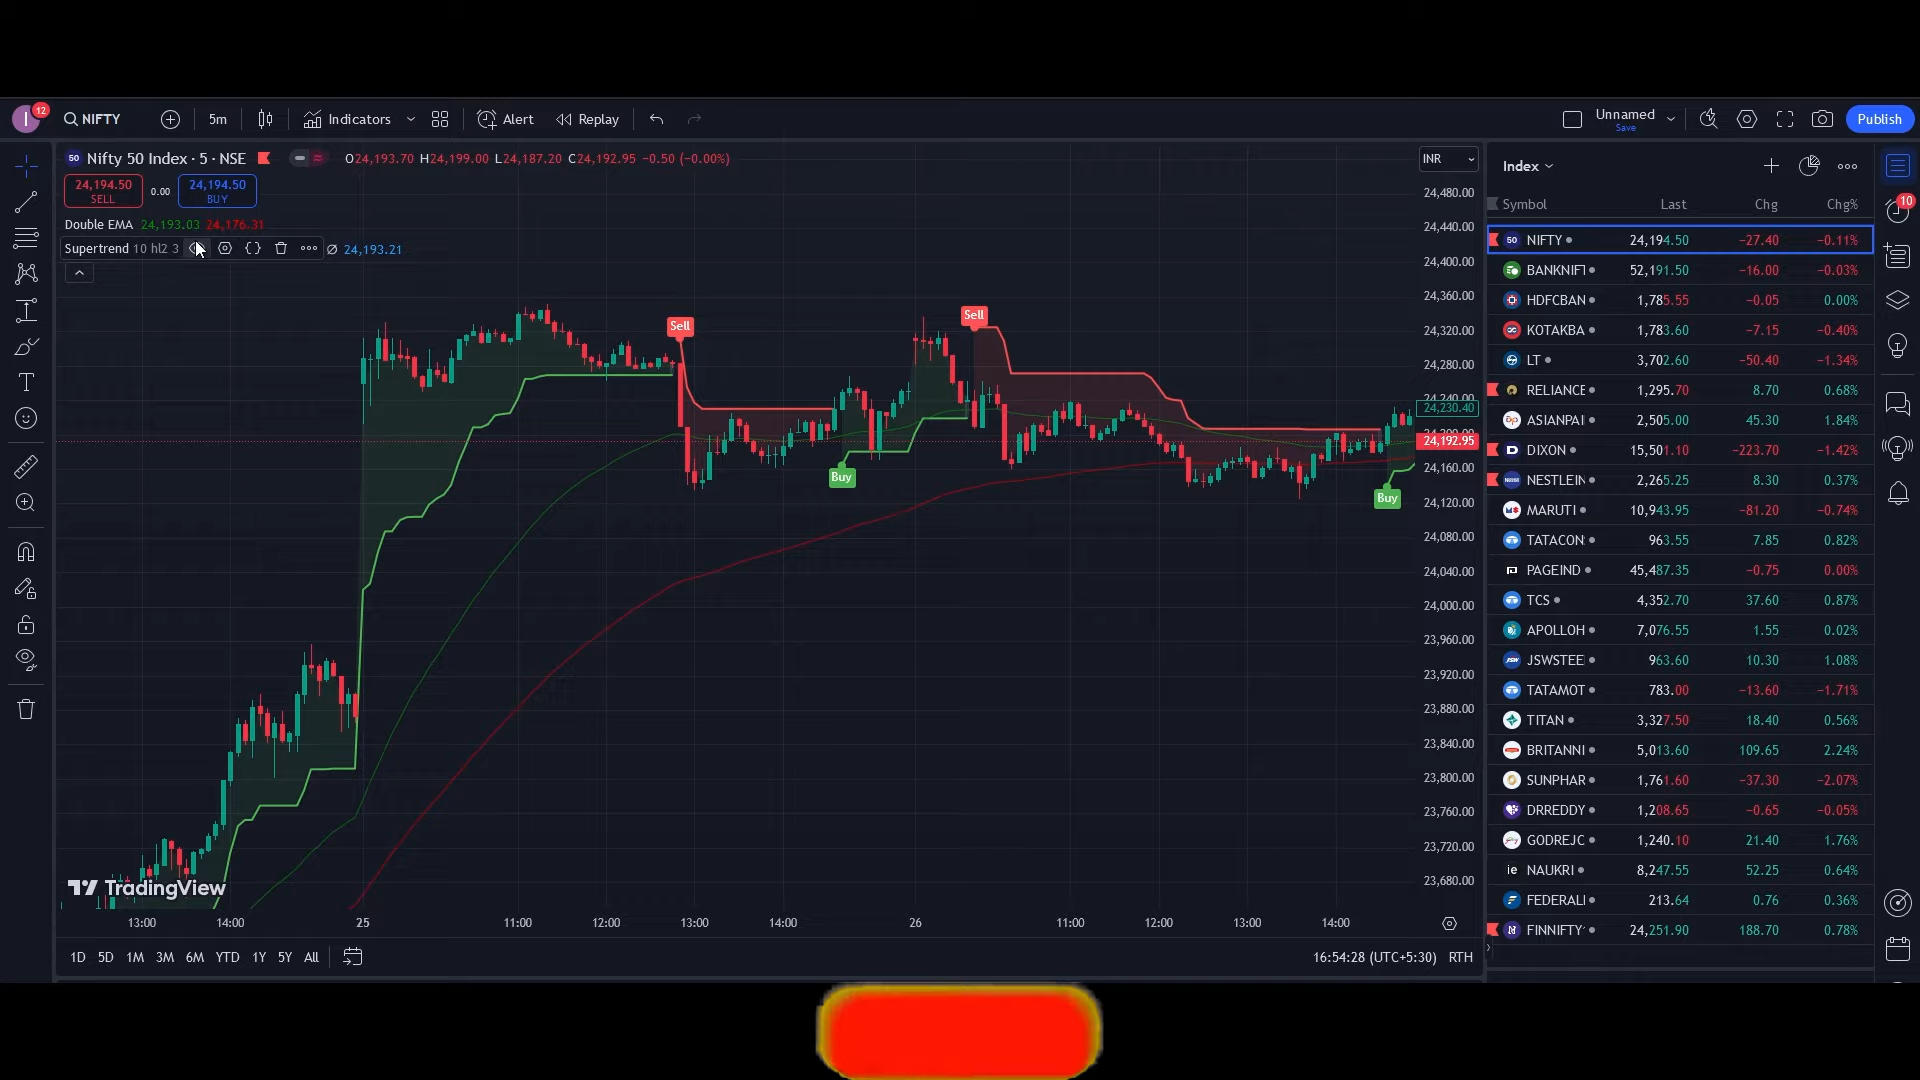 I 12 NIFTY 5m Indicators Alert Replay Unnamed Save Publish
50 Nifty 50 Index · 5 · NSE O24,193.70 H24,199.00 L24,187.20 C24,192.95 −0.50 (−0.00%) INR
24,194.50 SELL 0.00 24,194.50 BUY
Double EMA 24,193.03 24,176.31
Supertrend 10 hl2 3 Ø 24,193.21
Sell
Sell
Buy
Buy
24,480.00
24,440.00
24,400.00
24,360.00
24,320.00
24,280.00
24,230.40
24,192.95
24,160.00
24,120.00
24,080.00
24,040.00
24,000.00
23,960.00
23,920.00
23,880.00
23,840.00
23,800.00
23,760.00
23,720.00
23,680.00
TradingView
13:00 14:00 25 11:00 12:00 13:00 14:00 26 11:00 12:00 13:00 14:00
1D 5D 1M 3M 6M YTD 1Y 5Y All 16:54:28 (UTC+5:30) RTH
Index
Symbol Last Chg Chg%
50 NIFTY 24,194.50 −27.40 −0.11%
BANKNIFT 52,191.50 −16.00 −0.03%
HDFCBAN 1,785.55 −0.05 0.00%
KOTAKBA 1,783.60 −7.15 −0.40%
LT 3,702.60 −50.40 −1.34%
RELIANCE 1,295.70 8.70 0.68%
ASIANPAI 2,505.00 45.30 1.84%
DIXON 15,501.10 −223.70 −1.42%
NESTLEIN 2,265.25 8.30 0.37%
MARUTI 10,943.95 −81.20 −0.74%
TATACON 963.55 7.85 0.82%
PAGEIND 45,487.35 −0.75 0.00%
TCS 4,352.70 37.60 0.87%
APOLLOH 7,076.55 1.55 0.02%
JSWSTEE 963.60 10.30 1.08%
TATAMOT 783.00 −13.60 −1.71%
TITAN 3,327.50 18.40 0.56%
BRITANNI 5,013.60 109.65 2.24%
SUNPHAR 1,761.60 −37.30 −2.07%
DRREDDY 1,208.65 −0.65 −0.05%
GODREJC 1,240.10 21.40 1.76%
ie NAUKRI 8,247.55 52.25 0.64%
FEDERALI 213.64 0.76 0.36%
FINNIFTY 24,251.90 188.70 0.78%
10